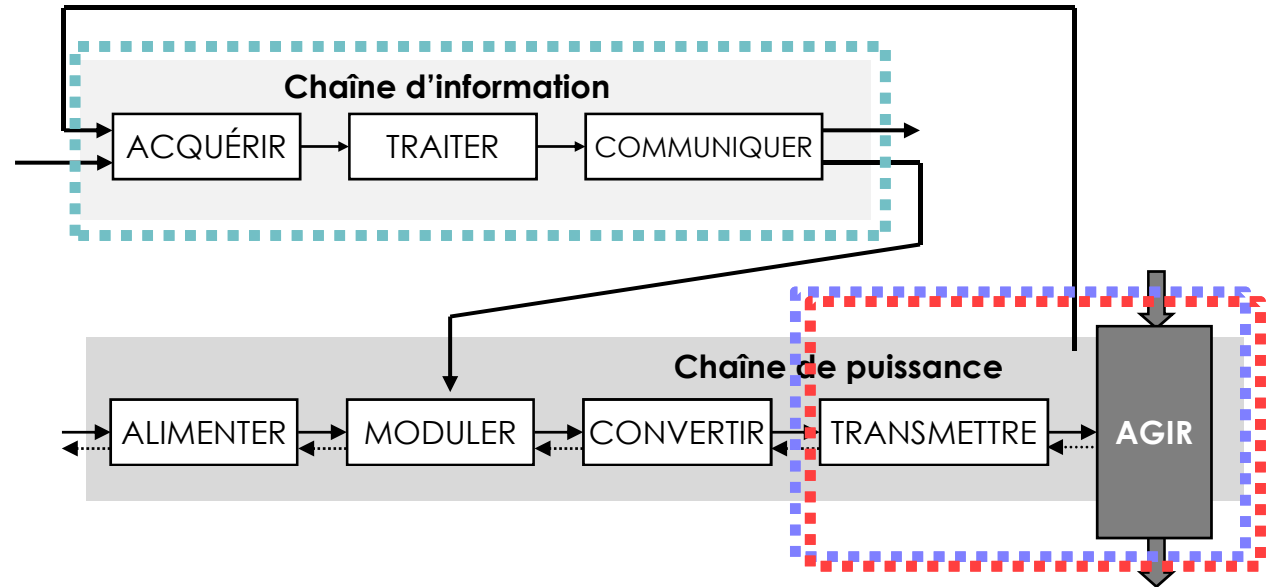 Chaîne d'information
ACQUÉRIR
TRAITER
COMMUNIQUER
Chaîne de puissance
ALIMENTER
MODULER
CONVERTIR
TRANSMETTRE
AGIR